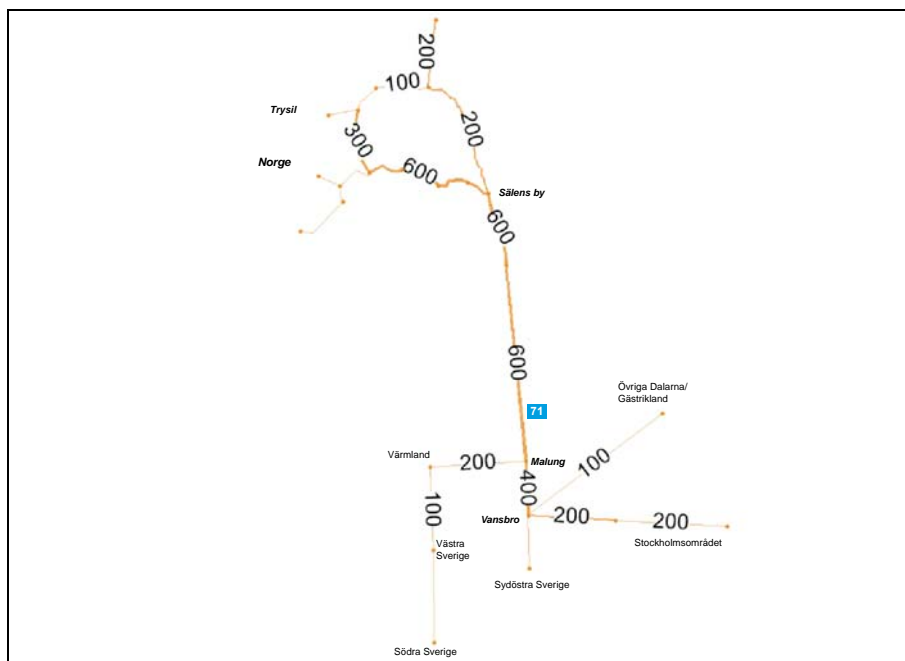 200
100
Trysil
200
300
Norge
600
Sälens by
600
600
Övriga Dalarna/
Gästrikland
71
Värmland
200
Malung
100
400
100
Vansbro
200
200
Västra
Sverige
Stockholmsområdet
Sydöstra Sverige
Södra Sverige